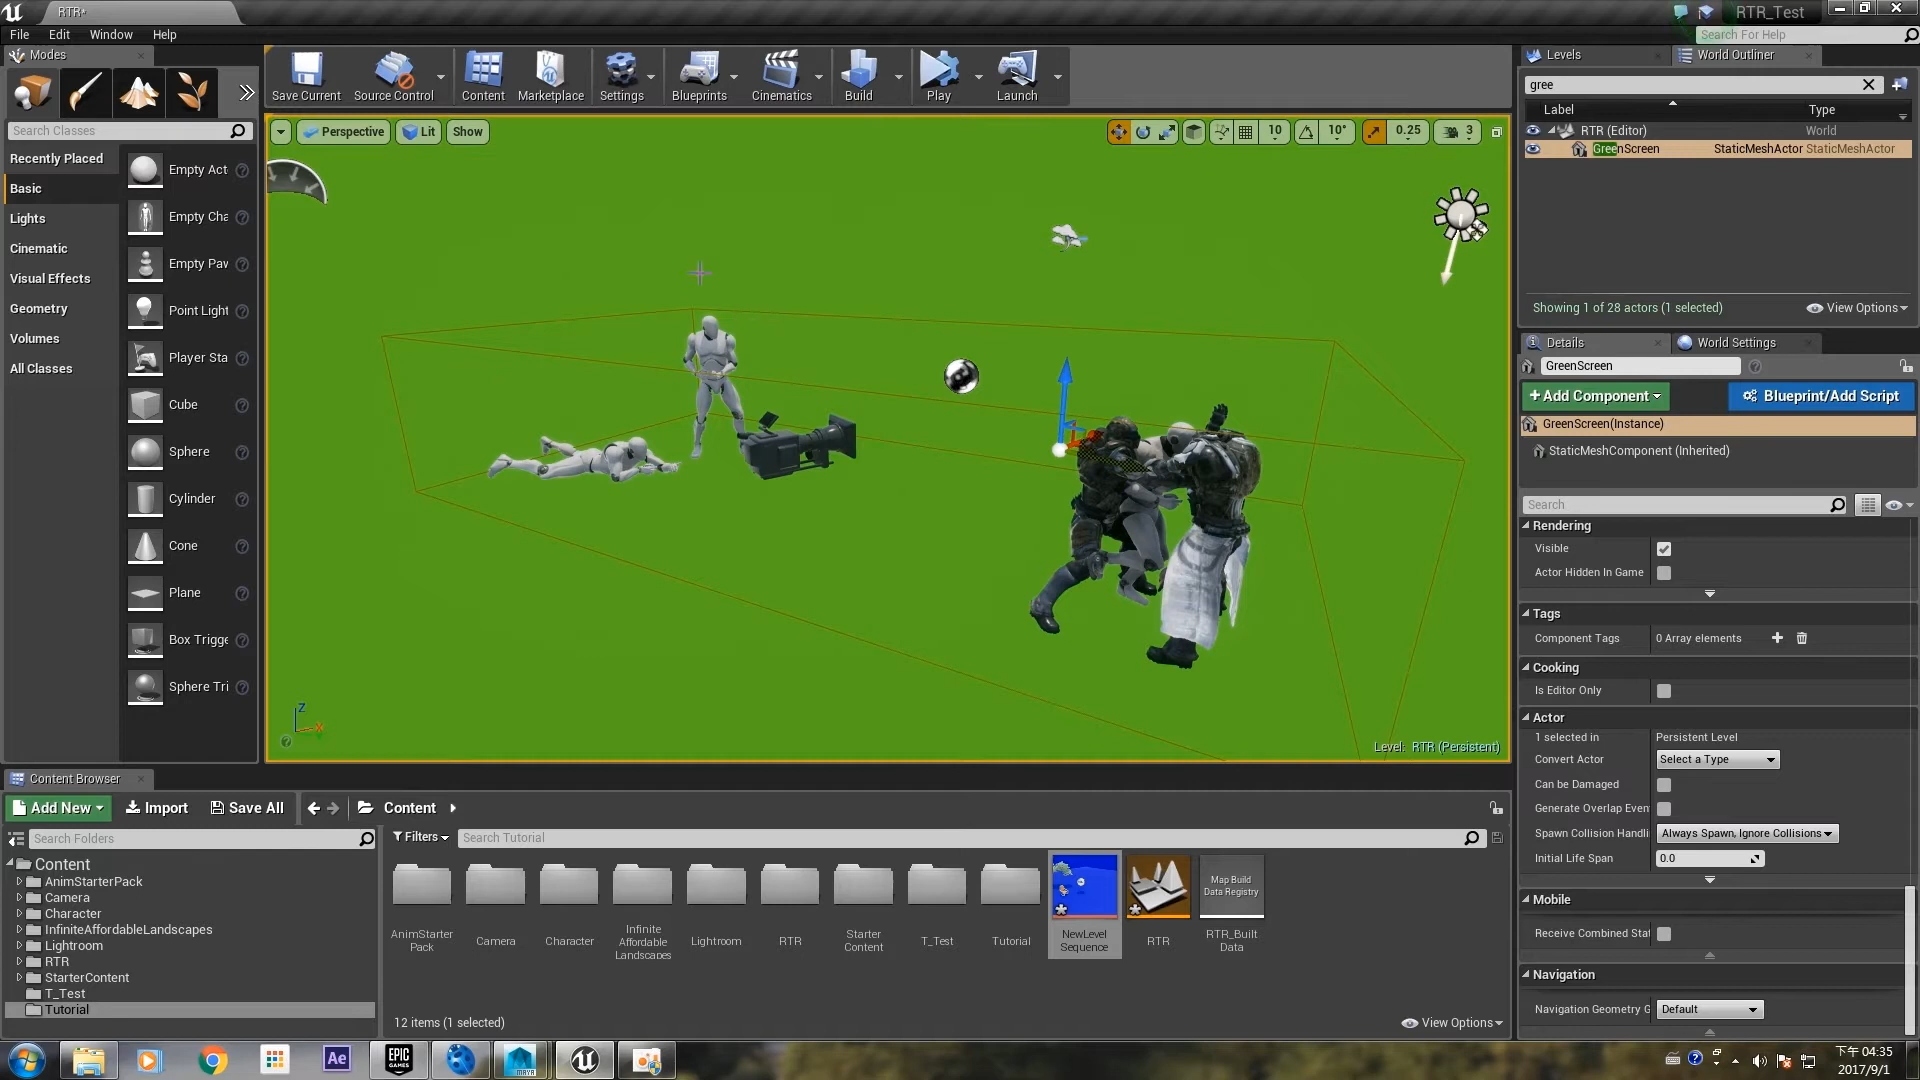 RTR*
RTR_Test
File Edit Window Help
Search For Help
Modes
Save Current
Source Control
Content
Marketplace
Settings
Blueprints
Cinematics
Build
Play
Launch
Levels
World Outliner
gree
Label
Type
RTR (Editor)
World
GreenScreen
StaticMeshActor StaticMeshActor
Showing 1 of 28 actors (1 selected)
View Options
Search Classes
Recently Placed
Basic
Lights
Cinematic
Visual Effects
Geometry
Volumes
All Classes
Empty Act
Empty Cha
Empty Paw
Point Light
Player Sta
Cube
Sphere
Cylinder
Cone
Plane
Box Trigge
Sphere Tri
Perspective
Lit
Show
10
10°
0.25
3
Z
X
Level: RTR (Persistent)
Details
World Settings
GreenScreen
+Add Component
Blueprint/Add Script
GreenScreen(Instance)
StaticMeshComponent (Inherited)
Search
Rendering
Visible
Actor Hidden In Game
Tags
Component Tags
0 Array elements
Cooking
Is Editor Only
Actor
1 selected in
Persistent Level
Convert Actor
Select a Type
Can be Damaged
Generate Overlap Even
Spawn Collision Handli
Always Spawn, Ignore Collisions
Initial Life Span
0.0
Mobile
Receive Combined Stat
Navigation
Navigation Geometry G
Default
Content Browser
Add New
Import
Save All
Content
Search Folders
Filters
Search Tutorial
Content
AnimStarterPack
Camera
Character
InfiniteAffordableLandscapes
Lightroom
RTR
StarterContent
T_Test
Tutorial
AnimStarter
Pack
Camera
Character
Infinite
Affordable
Landscapes
Lightroom
RTR
Starter
Content
T_Test
Tutorial
NewLevel
Sequence
RTR
Map Build
Data Registry
RTR_Built
Data
12 items (1 selected)
View Options
Ae
EPIC
GAMES
MAYA
下午 04:35
2017/9/1